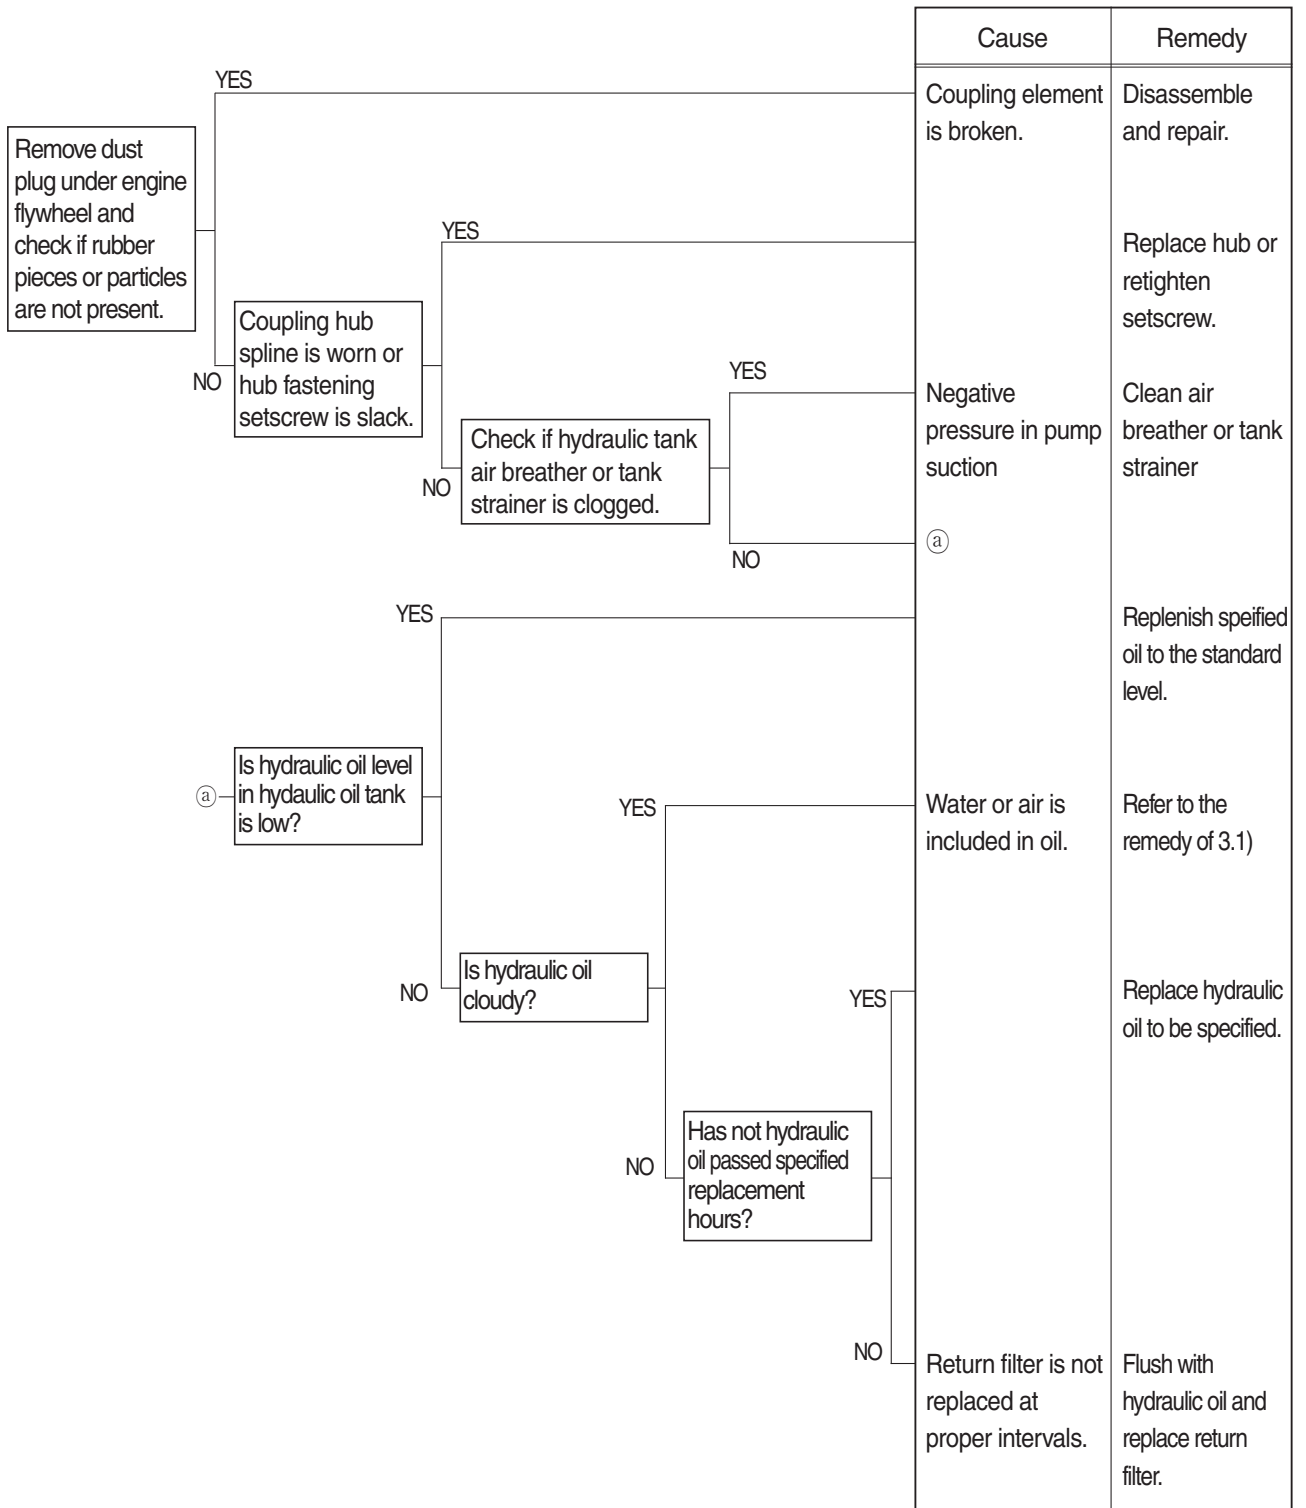 Cause
Remedy
YES
Coupling element
is broken.
Disassemble
and repair.
Remove dust
plug under engine
flywheel and
check if rubber
pieces or particles
are not present.
YES
Replace hub or
retighten
setscrew.
NO
Coupling hub
spline is worn or
hub fastening
setscrew is slack.
YES
Negative
pressure in pump
suction
Clean air
breather or tank
strainer
NO
Check if hydraulic tank
air breather or tank
strainer is clogged.
NO
ⓐ
YES
Replenish speified
oil to the standard
level.
ⓐ
Is hydraulic oil level
in hydaulic oil tank
is low?
YES
Water or air is
included in oil.
Refer to the
remedy of 3.1)
NO
Is hydraulic oil
cloudy?
YES
Replace hydraulic
oil to be specified.
NO
Has not hydraulic
oil passed specified
replacement
hours?
NO
Return filter is not
replaced at
proper intervals.
Flush with
hydraulic oil and
replace return
filter.